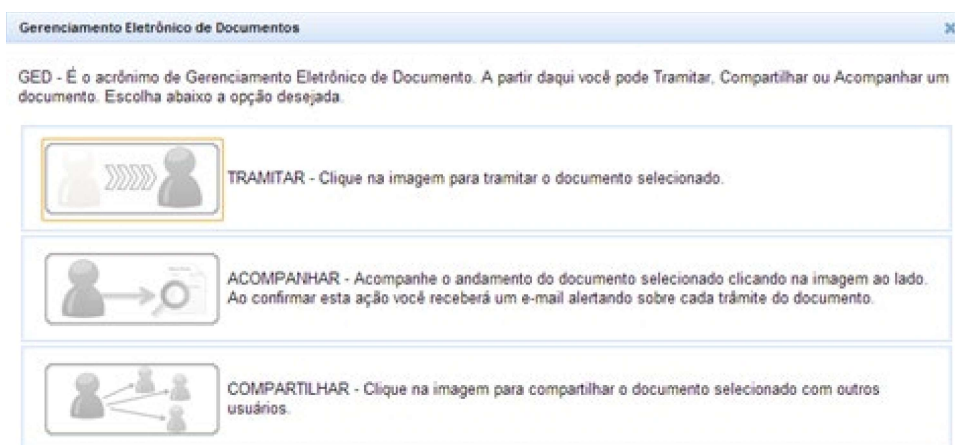 Gerenciamento Eletrônico de Documentos
GED - É o acrônimo de Gerenciamento Eletrônico de Documento. A partir daqui você pode Tramitar, Compartilhar ou Acompanhar um
documento. Escolha abaixo a opção desejada.
TRAMITAR - Clique na imagem para tramitar o documento selecionado.
ACOMPANHAR - Acompanhe o andamento do documento selecionado clicando na imagem ao lado.
Ao confirmar esta ação você receberá um e-mail alertando sobre cada trâmite do documento.
COMPARTILHAR - Clique na imagem para compartilhar o documento selecionado com outros
usuários.